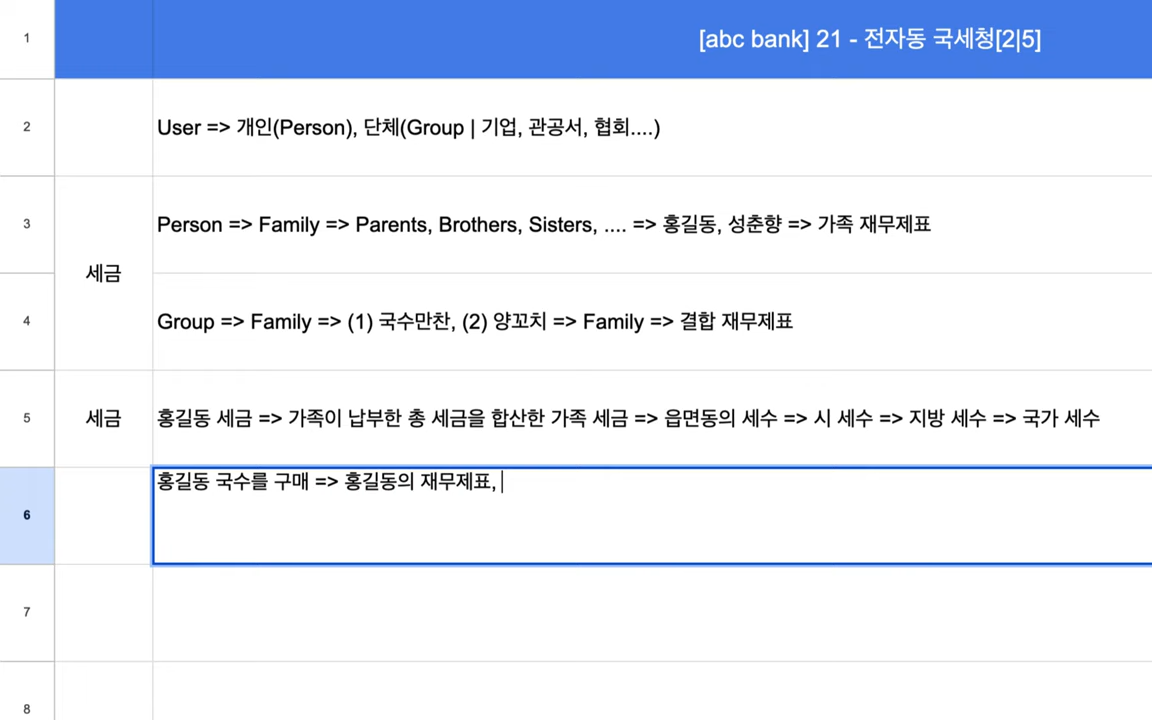 1
[abc bank] 21 - 전자동 국세청[2|5]
2
User => 개인(Person), 단체(Group | 기업, 관공서, 협회....)
3
Person => Family => Parents, Brothers, Sisters, .... => 홍길동, 성춘향 => 가족 재무제표
세금
4
Group => Family => (1) 국수만찬, (2) 양꼬치 => Family => 결합 재무제표
5
세금
홍길동 세금 => 가족이 납부한 총 세금을 합산한 가족 세금 => 읍면동의 세수 => 시 세수 => 지방 세수 => 국가 세수
6
홍길동 국수를 구매 => 홍길동의 재무제표,
7
8